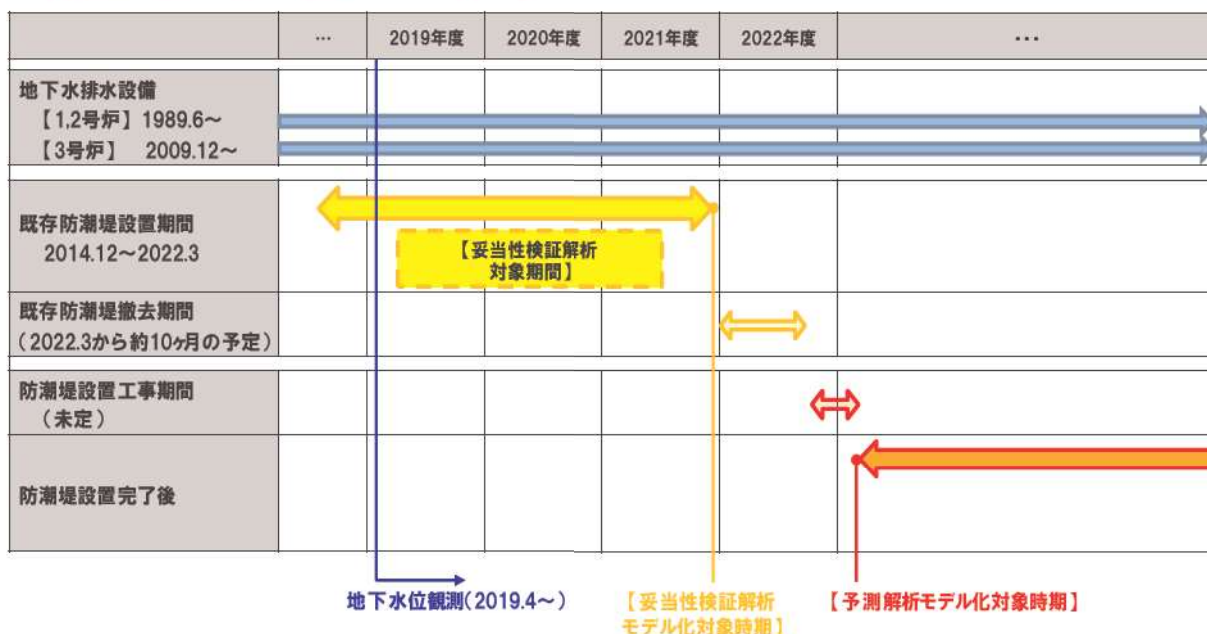 …
2019年度
2020年度
2021年度
2022年度
…
地下水排水設備
【1,2号炉】1989.6～
【3号炉】 2009.12～
既存防潮堤設置期間
2014.12～2022.3
【妥当性検証解析
対象期間】
既存防潮堤撤去期間
（2022.3から約10ヶ月の予定）
防潮堤設置工事期間
（未定）
防潮堤設置完了後
地下水位観測(2019.4～)
【妥当性検証解析
モデル化対象時期】
【予測解析モデル化対象時期】